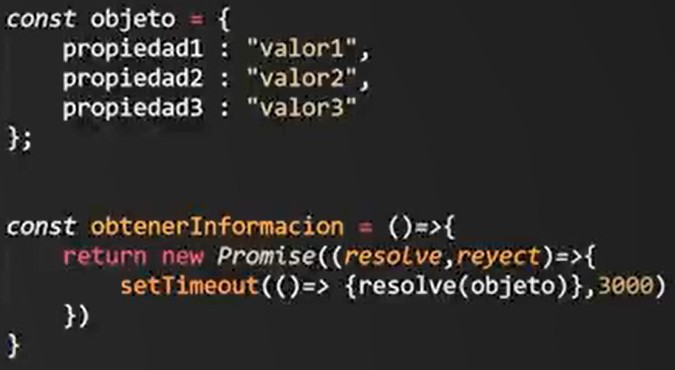 const objeto = {
propiedad1 : "valor1",
propiedad2 : "valor2",
propiedad3 : "valor3"
};
const obtenerInformacion = ()=>{
return new Promise((resolve,reyect)=>{
setTimeout(()=> {resolve(objeto)},3000)
})
}